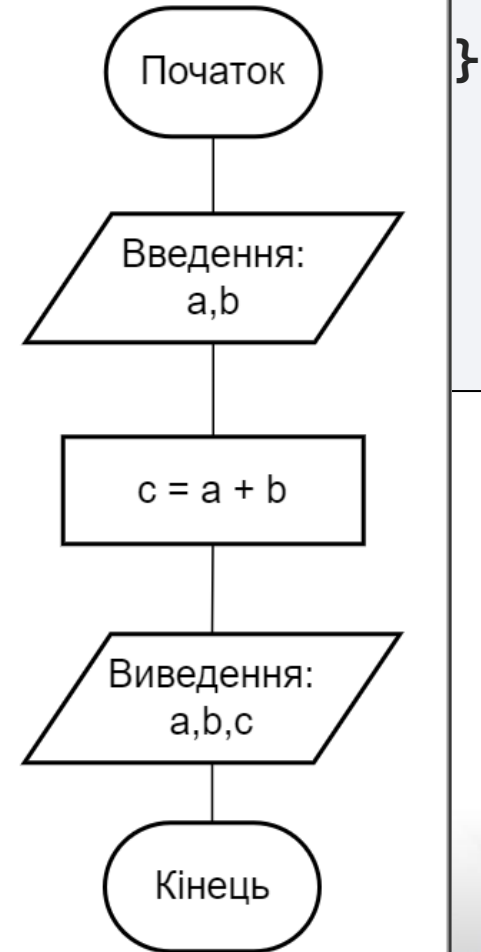 Початок
}
Введення:
a,b
c = a + b
Виведення:
a,b,c
Кінець